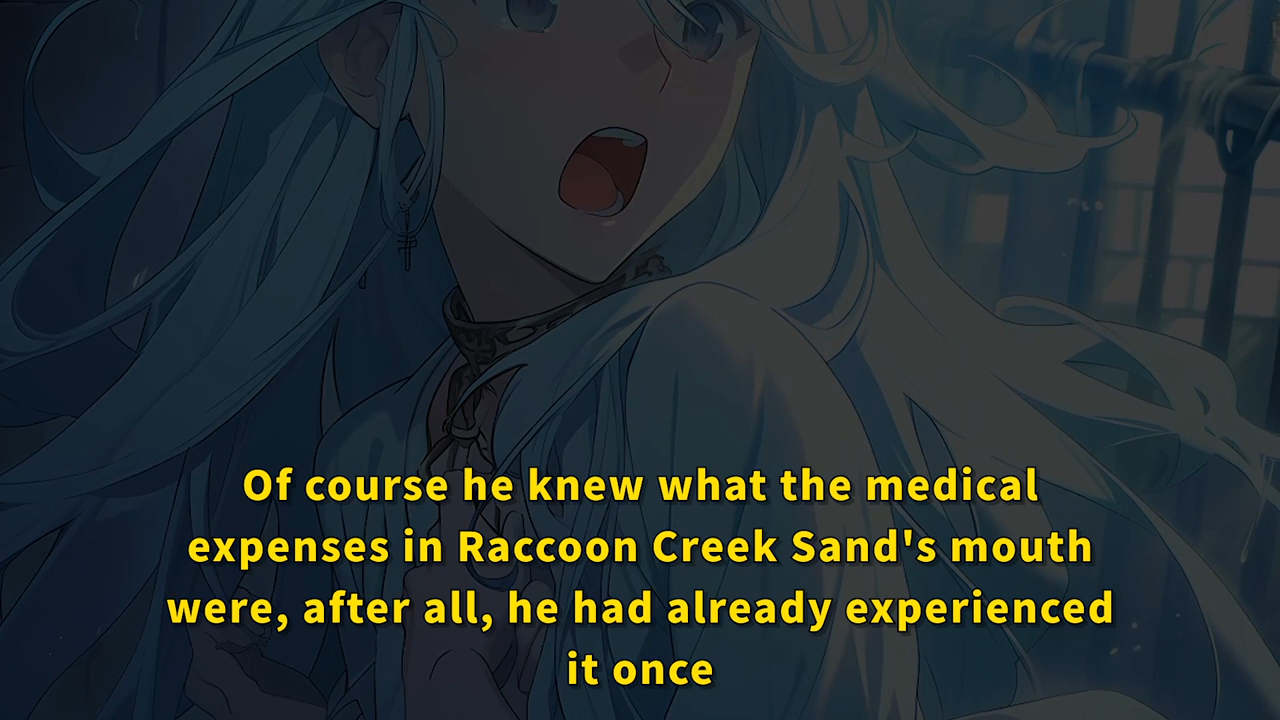 Of course he knew what the medical
expenses in Raccoon Creek Sand's mouth
were, after all, he had already experienced
it once